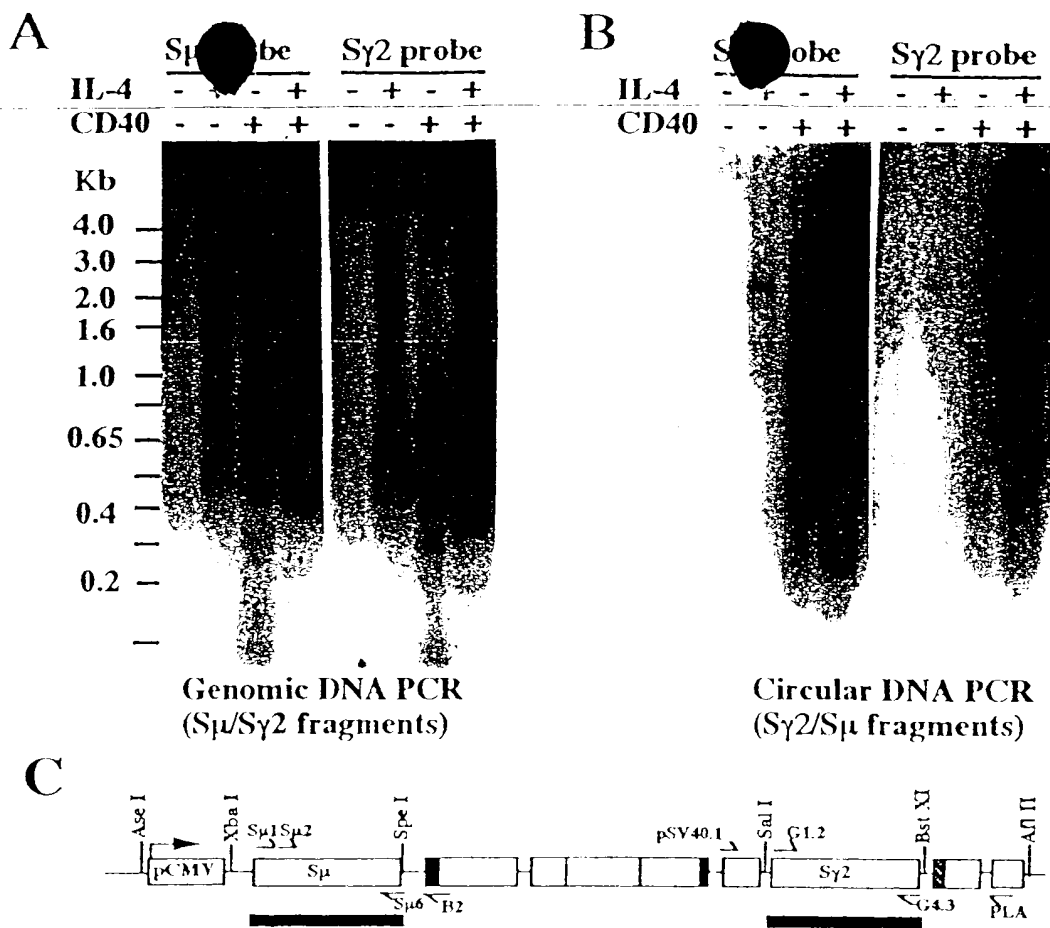 A
B
Sγ2 probe
Sγ2 probe
IL-4 - + - + - + - +
IL-4 - + - + - + - +
CD40 - - + + - - + +
CD40 - - + + - - + +
Kb
4.0
3.0
2.0
1.6
1.0
0.65
0.4
0.2
Genomic DNA PCR
(Sμ/Sγ2 fragments)
Circular DNA PCR
(Sγ2/Sμ fragments)
C
Ase I
Xba I
Spe I
Sal I
Bst XI
Afl II
Sμ1 Sμ2
pSV40.1
G1.2
pCMV
Sμ
Sγ2
Sμ6
B2
G4.3
PLA